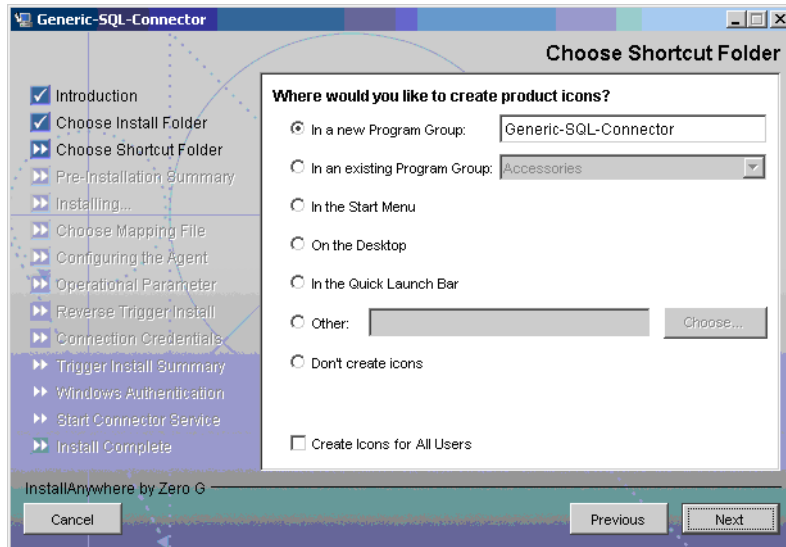 Generic-SQL-Connector
Choose Shortcut Folder
Introduction
Choose Install Folder
Choose Shortcut Folder
Pre-Installation Summary
Installing...
Choose Mapping File
Configuring the Agent
Operational Parameter
Reverse Trigger Install
Connection Credentials
Trigger Install Summary
Windows Authentication
Start Connector Service
Install Complete
Where would you like to create product icons?
In a new Program Group: Generic-SQL-Connector
In an existing Program Group: Accessories
In the Start Menu
On the Desktop
In the Quick Launch Bar
Other: Choose...
Don't create icons
Create Icons for All Users
InstallAnywhere by Zero G
Cancel Previous Next